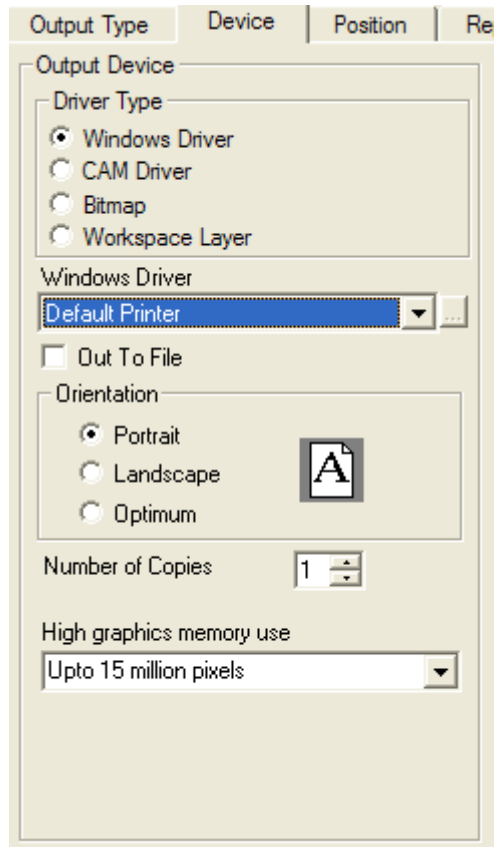 Output Type Device Position Re
Output Device
Driver Type
Windows Driver
CAM Driver
Bitmap
Workspace Layer
Windows Driver
Default Printer ...
Out To File
Orientation
Portrait
A
Landscape
Optimum
Number of Copies 1
High graphics memory use
Upto 15 million pixels